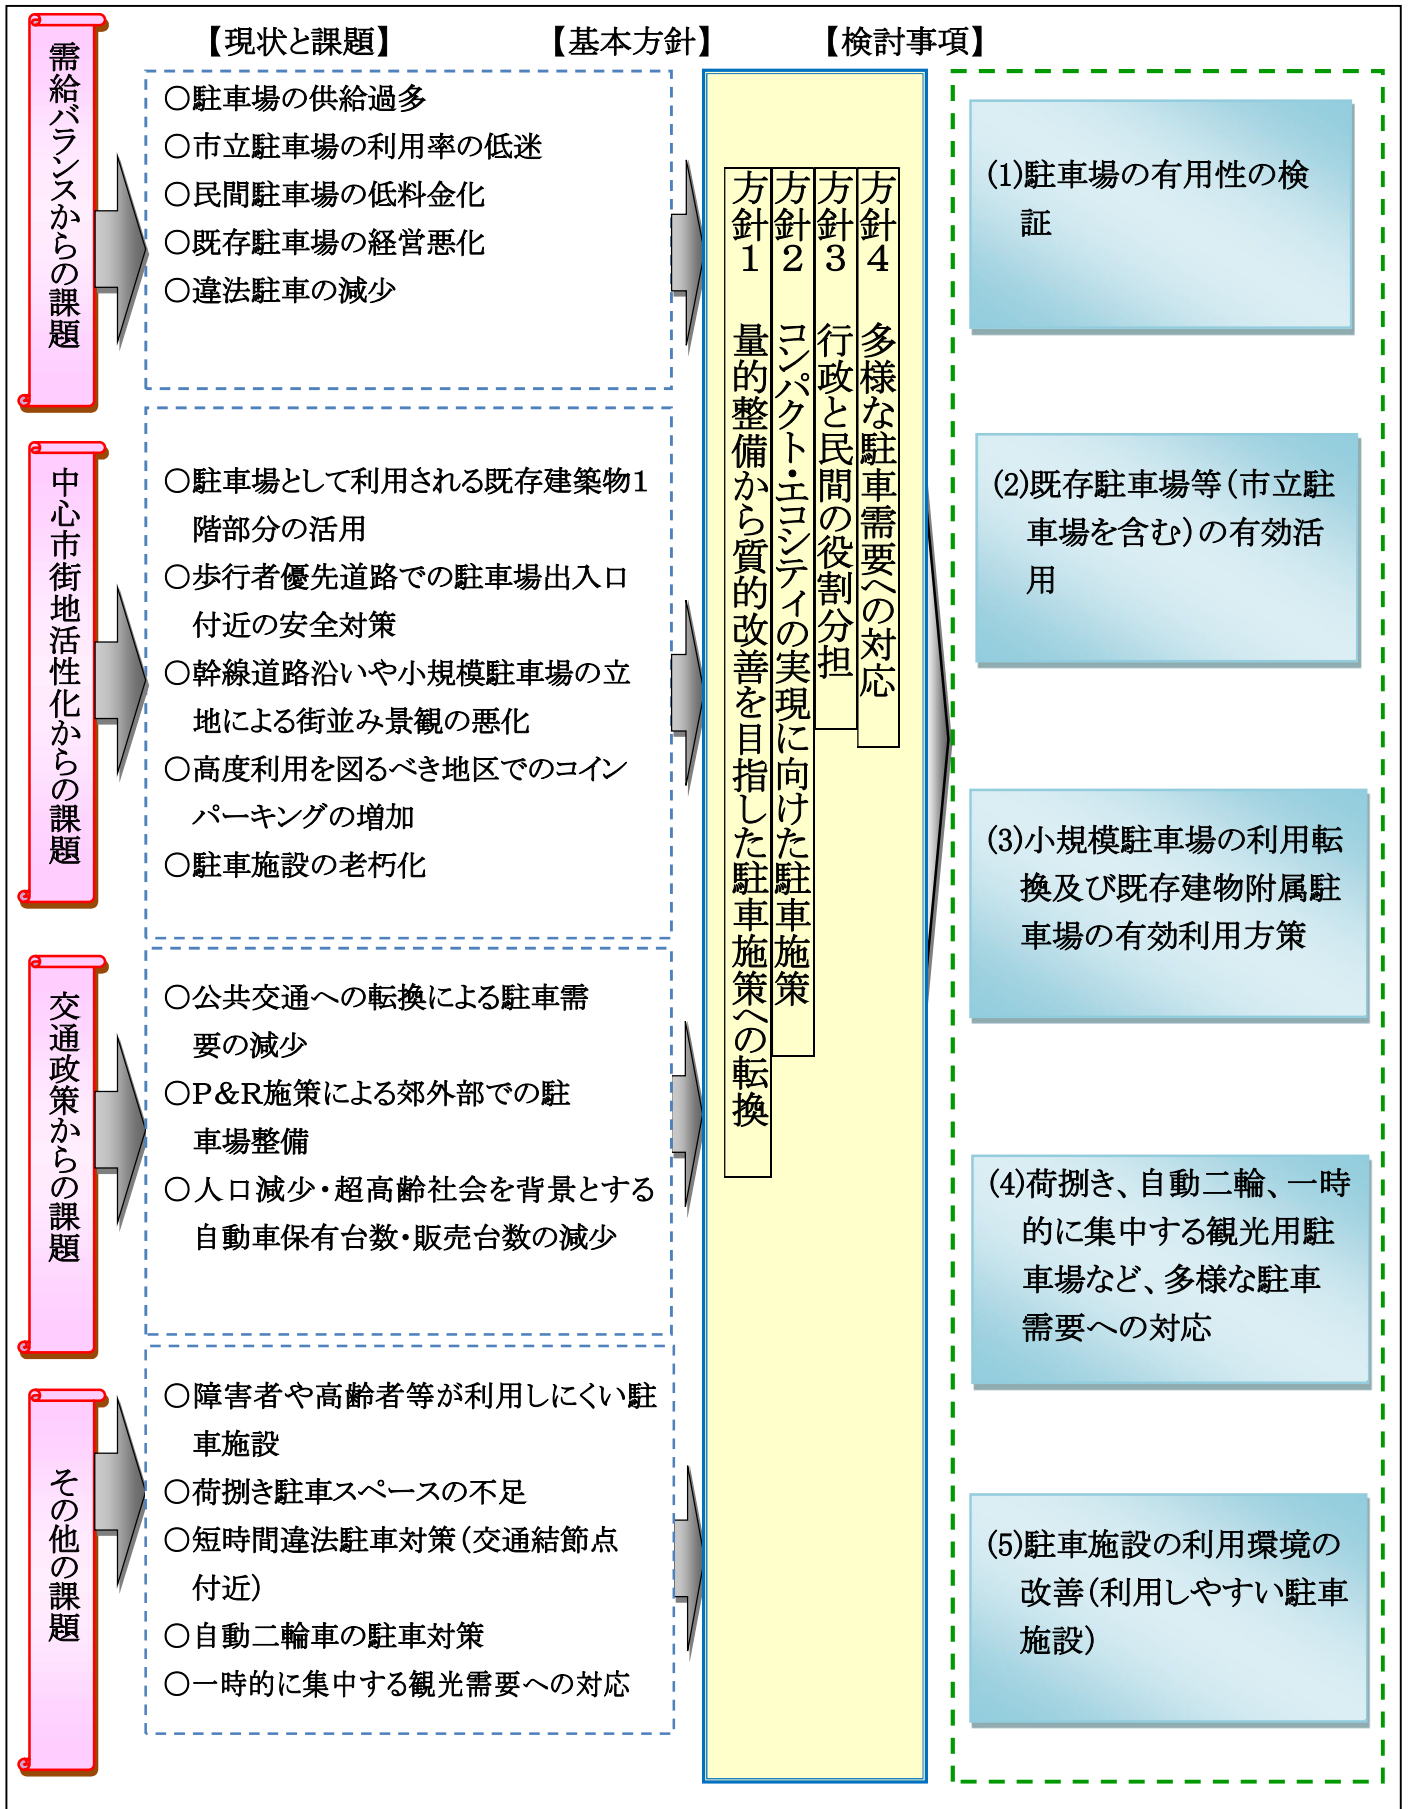 【現状と課題】
【基本方針】
【検討事項】
需給バランスからの課題
○駐車場の供給過多
○市立駐車場の利用率の低迷
○民間駐車場の低料金化
○既存駐車場の経営悪化
○違法駐車の減少
中心市街地活性化からの課題
○駐車場として利用される既存建築物1
階部分の活用
○歩行者優先道路での駐車場出入口
付近の安全対策
○幹線道路沿いや小規模駐車場の立
地による街並み景観の悪化
○高度利用を図るべき地区でのコイン
パーキングの増加
○駐車施設の老朽化
交通政策からの課題
○公共交通への転換による駐車需
要の減少
○P&R施策による郊外部での駐
車場整備
○人口減少・超高齢社会を背景とする
自動車保有台数・販売台数の減少
その他の課題
○障害者や高齢者等が利用しにくい駐
車施設
○荷捌き駐車スペースの不足
○短時間違法駐車対策(交通結節点
付近)
○自動二輪車の駐車対策
○一時的に集中する観光需要への対応
方針1 量的整備から質的改善を目指した駐車施策への転換
方針2 コンパクト・エコシティの実現に向けた駐車施策
方針3 行政と民間の役割分担
方針4 多様な駐車需要への対応
(1)駐車場の有用性の検
証
(2)既存駐車場等(市立駐
車場を含む)の有効活
用
(3)小規模駐車場の利用転
換及び既存建物附属駐
車場の有効利用方策
(4)荷捌き、自動二輪、一時
的に集中する観光用駐
車場など、多様な駐車
需要への対応
(5)駐車施設の利用環境の
改善(利用しやすい駐車
施設)